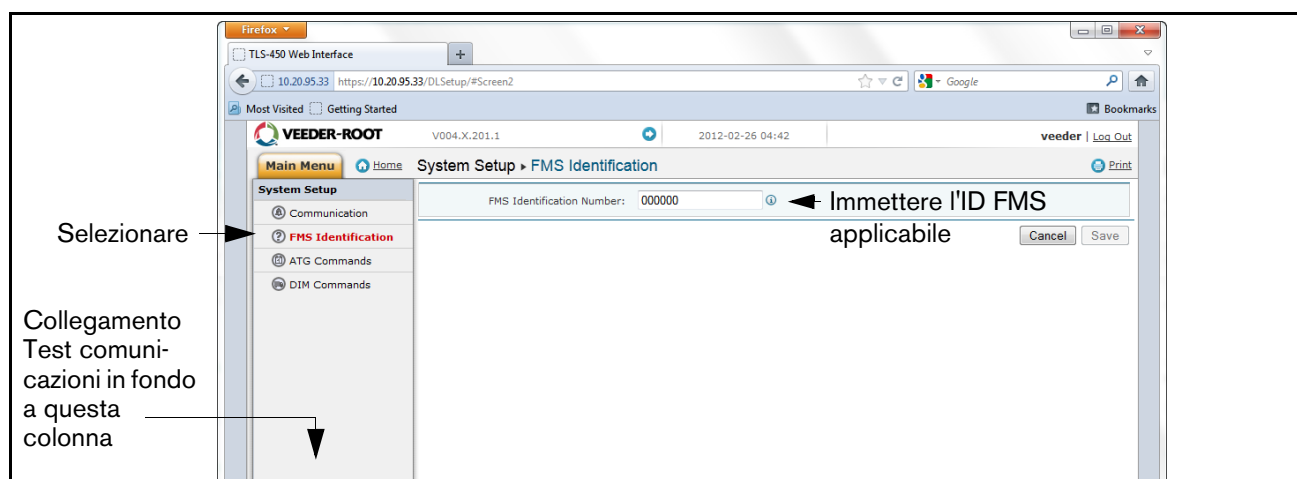 Firefox
TLS-450 Web Interface
+
10.20.95.33 https://10.20.95.33/DLSetup/#Screen2
Google
Most Visited Getting Started
Bookmarks
VEEDER-ROOT V004.X.201.1 2012-02-26 04:42 veeder | Log Out
Main Menu Home System Setup ▸ FMS Identification Print
System Setup
Communication
FMS Identification
ATG Commands
DIM Commands
FMS Identification Number: 000000
Cancel Save
Immettere l'ID FMS
applicabile
Selezionare
Collegamento
Test comuni-
cazioni in fondo
a questa
colonna